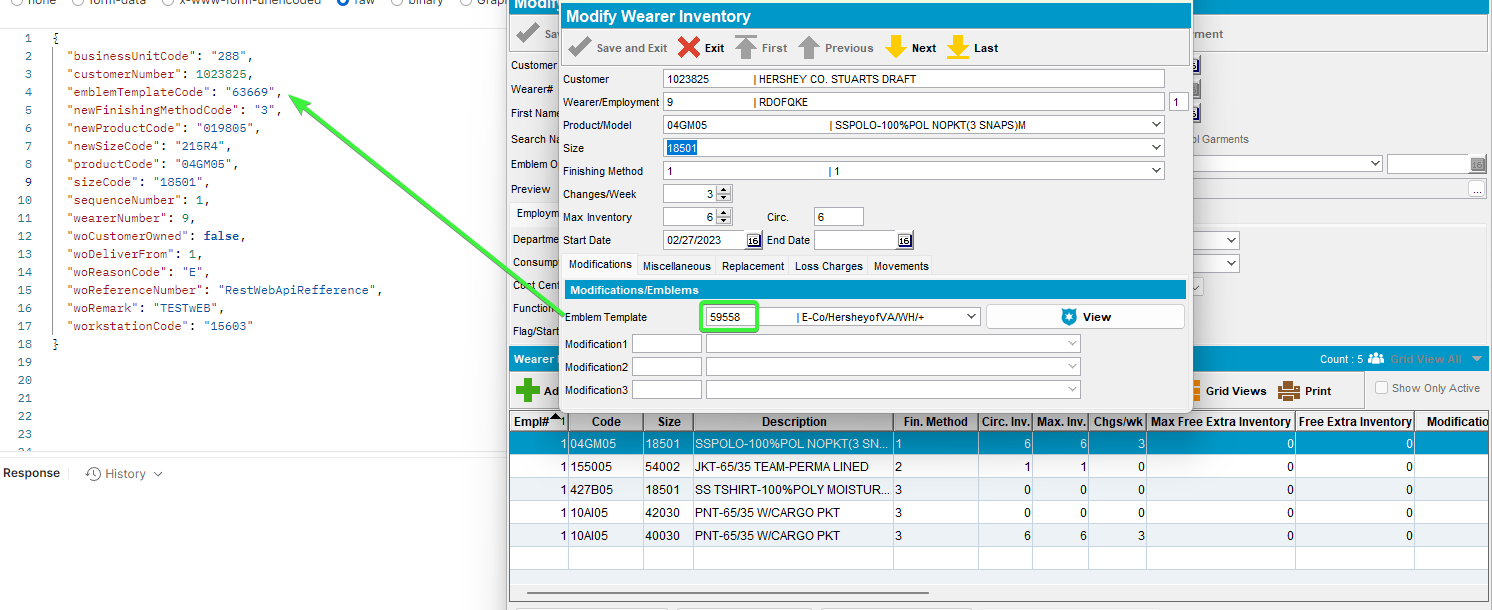 none form-data x-www-form-urlencoded raw binary
1 {
2 "businessUnitCode": "288",
3 "customerNumber": 1023825,
4 "emblemTemplateCode": "63669",
5 "newFinishingMethodCode": "3",
6 "newProductCode": "019805",
7 "newSizeCode": "215R4",
8 "productCode": "04GM05",
9 "sizeCode": "18501",
10 "sequenceNumber": 1,
11 "wearerNumber": 9,
12 "woCustomerOwned": false,
13 "woDeliverFrom": 1,
14 "woReasonCode": "E",
15 "woReferenceNumber": "RestWebApiRefference",
16 "woRemark": "TESTwEB",
17 "workstationCode": "15603"
18 }
19
20
21
22
23
24
Response History
Modify Wearer Inventory
Save and Exit Exit First Previous Next Last
Customer 1023825 | HERSHEY CO. STUARTS DRAFT
Wearer/Employment 9 | RDOFQKE 1
Product/Model 04GM05 | SSPOLO-100%POL NOPKT(3 SNAPS)M
Size 18501
Finishing Method 1 | 1
Changes/Week 3
Max Inventory 6 Circ. 6
Start Date 02/27/2023 16 End Date 16
Modifications Miscellaneous Replacement Loss Charges Movements
Modifications/Emblems
Emblem Template 59558 | E-Co/HersheyofVA/WH/+ View
Modification1
Modification2
Modification3
Customer
Wearer#
First Name
Search Na
Emblem O
Preview
Employm
Departme
Consump
Cost Cent
Function
Flag/Start
ment
ol Garments
16
...
Wearer Count : 5 Grid View All
Ad Grid Views Print Show Only Active
Empl# 1 Code Size Description Fin. Method Circ. Inv. Max. Inv. Chgs/wk Max Free Extra Inventory Free Extra Inventory Modificatio
1 04GM05 18501 SSPOLO-100%POL NOPKT(3 SN... 1 6 6 3 0 0
1 155005 54002 JKT-65/35 TEAM-PERMA LINED 2 1 1 0 0 0
1 427B05 18501 SS TSHIRT-100%POLY MOISTUR... 3 0 0 0 0 0
1 10AI05 42030 PNT-65/35 W/CARGO PKT 3 0 0 0 0 0
1 10AI05 40030 PNT-65/35 W/CARGO PKT 3 6 6 3 0 0